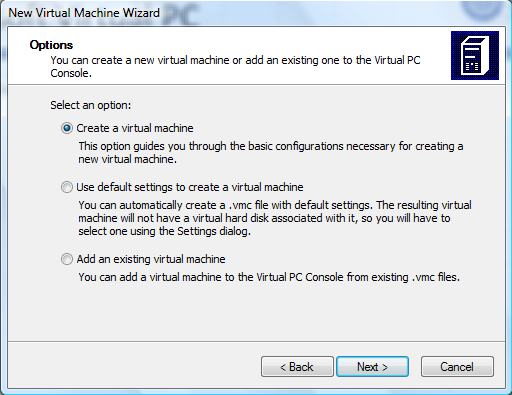 New Virtual Machine Wizard
Options
You can create a new virtual machine or add an existing one to the Virtual PC
Console.
Select an option:
Create a virtual machine
This option guides you through the basic configurations necessary for creating a
new virtual machine.
Use default settings to create a virtual machine
You can automatically create a .vmc file with default settings. The resulting virtual
machine will not have a virtual hard disk associated with it, so you will have to
select one using the Settings dialog.
Add an existing virtual machine
You can add a virtual machine to the Virtual PC Console from existing .vmc files.
< Back
Next >
Cancel